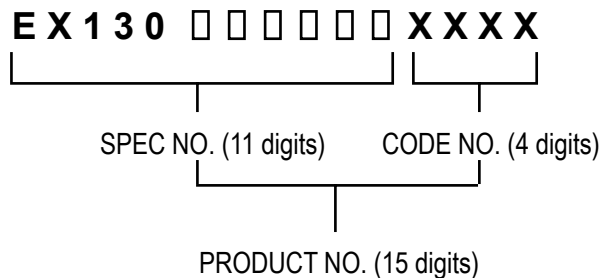 E X 1 3 0 □ □ □ □ □ □ X X X X
SPEC NO. (11 digits) CODE NO. (4 digits)
PRODUCT NO. (15 digits)